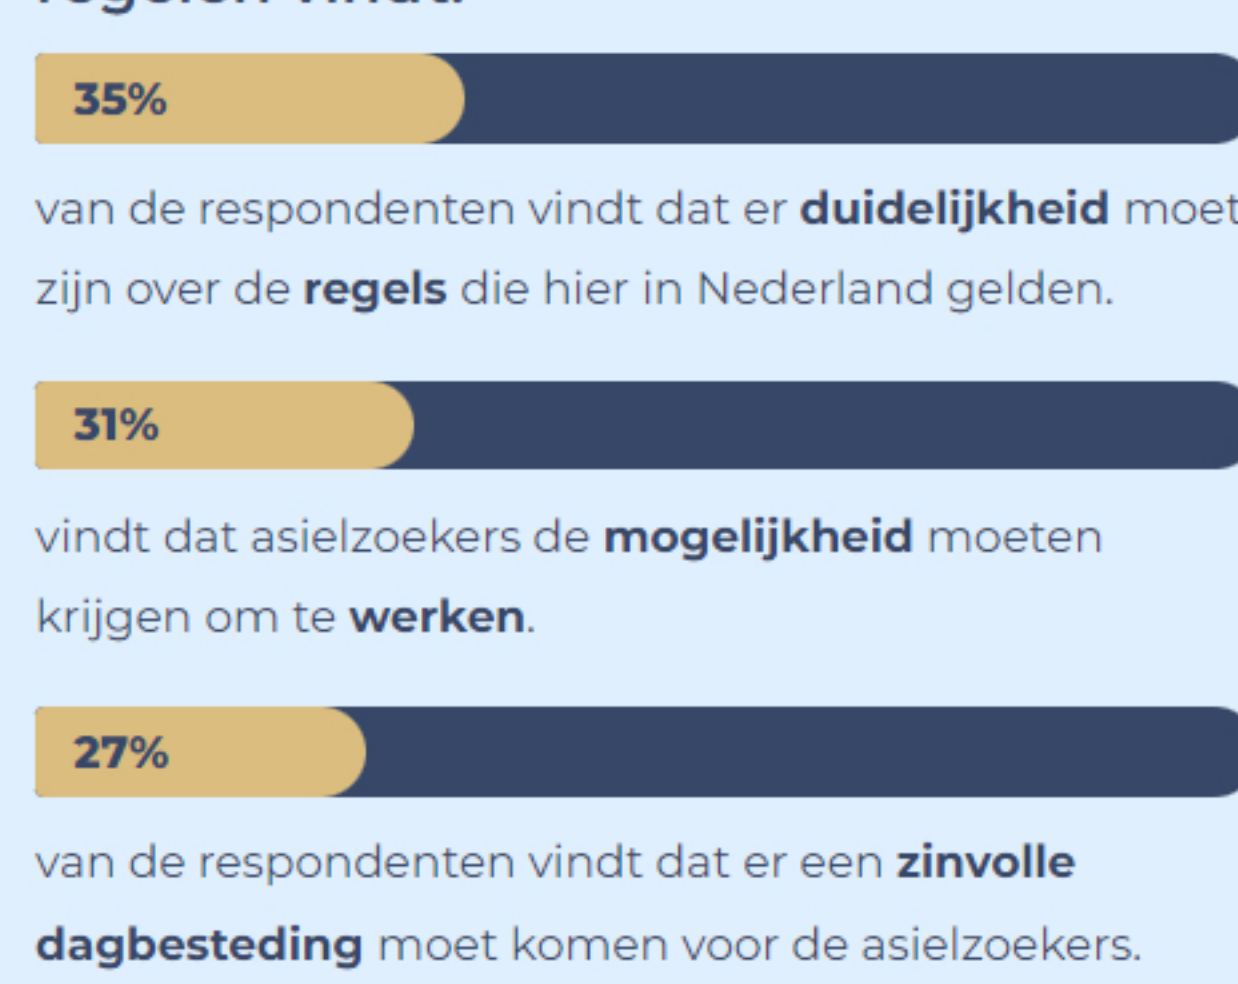 35%
van de respondenten vindt dat er duidelijkheid moet
zijn over de regels die hier in Nederland gelden.
31%
vindt dat asielzoekers de mogelijkheid moeten
krijgen om te werken.
27%
van de respondenten vindt dat er een zinvolle
dagbesteding moet komen voor de asielzoekers.